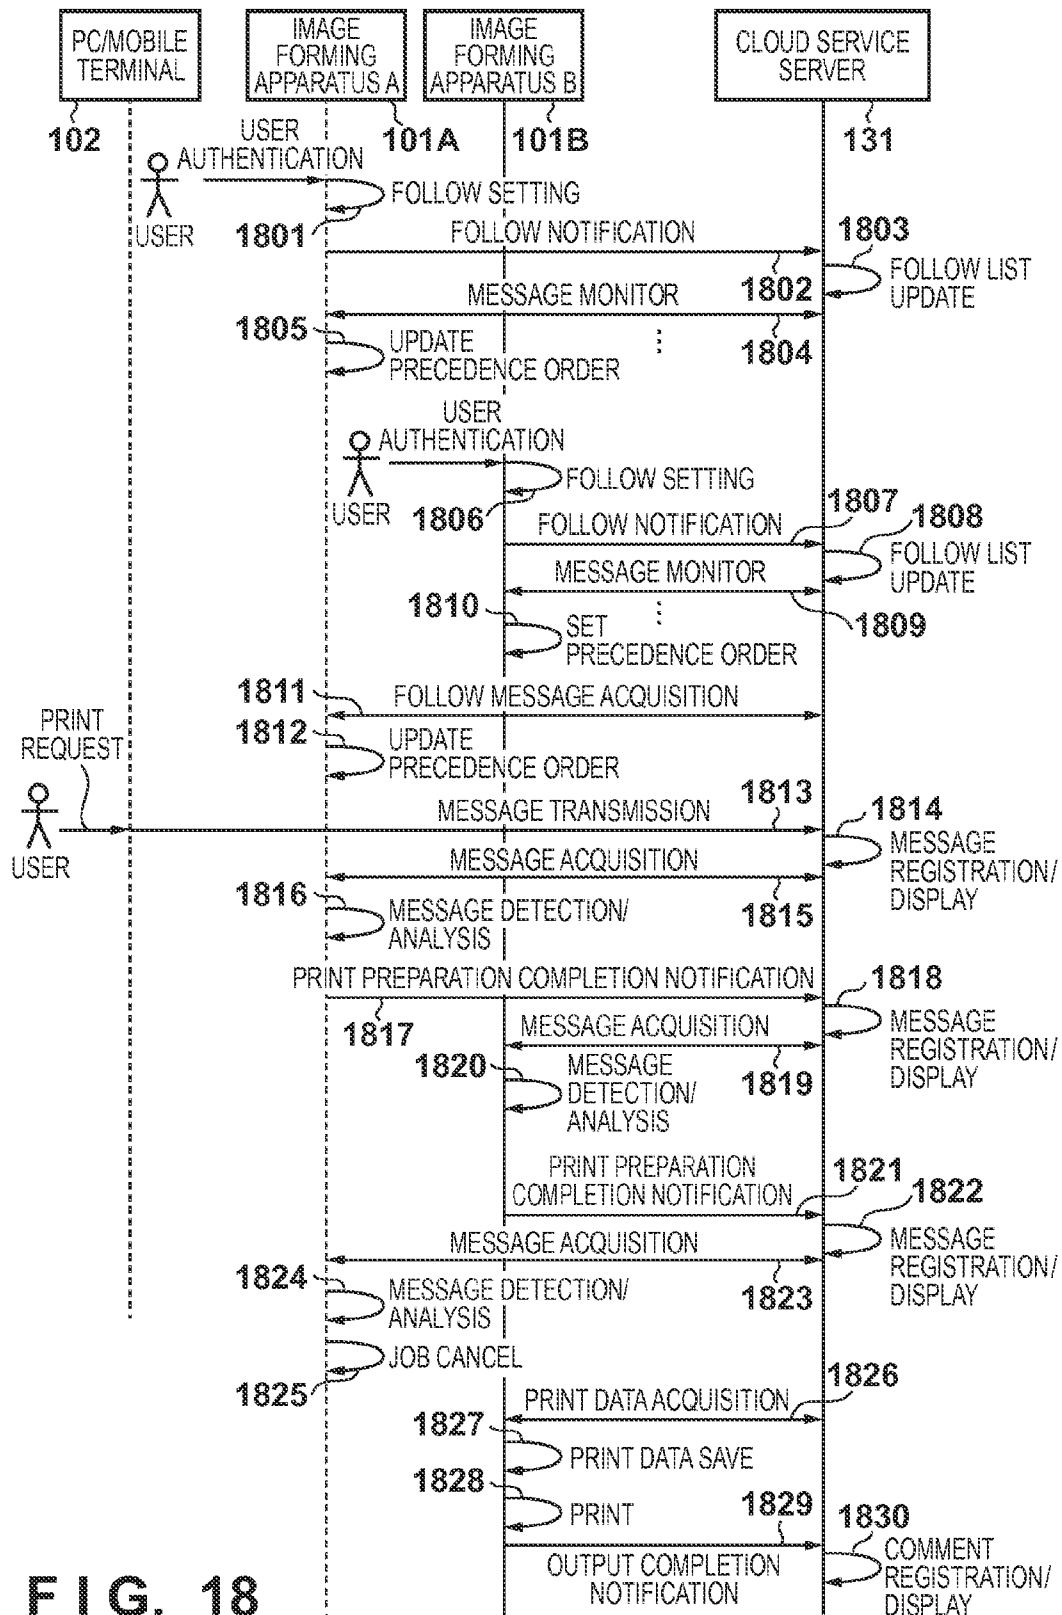 PC/MOBILE
TERMINAL
IMAGE
FORMING
APPARATUS A
IMAGE
FORMING
APPARATUS B
CLOUD SERVICE
SERVER
102
101A
101B
131
USER
AUTHENTICATION
USER
FOLLOW SETTING
1801
FOLLOW NOTIFICATION
1802
1803
FOLLOW LIST
UPDATE
MESSAGE MONITOR
1804
1805
UPDATE
PRECEDENCE ORDER
USER
AUTHENTICATION
USER
FOLLOW SETTING
1806
FOLLOW NOTIFICATION
1807
1808
FOLLOW LIST
UPDATE
MESSAGE MONITOR
1809
1810
SET
PRECEDENCE ORDER
1811
FOLLOW MESSAGE ACQUISITION
1812
UPDATE
PRECEDENCE ORDER
PRINT
REQUEST
USER
MESSAGE TRANSMISSION
1813
1814
MESSAGE
REGISTRATION/
DISPLAY
MESSAGE ACQUISITION
1815
1816
MESSAGE DETECTION/
ANALYSIS
PRINT PREPARATION COMPLETION NOTIFICATION
1817
1818
MESSAGE
REGISTRATION/
DISPLAY
MESSAGE ACQUISITION
1819
1820
MESSAGE
DETECTION/
ANALYSIS
PRINT PREPARATION
COMPLETION NOTIFICATION
1821
1822
MESSAGE
REGISTRATION/
DISPLAY
MESSAGE ACQUISITION
1823
1824
MESSAGE DETECTION/
ANALYSIS
JOB CANCEL
1825
PRINT DATA ACQUISITION
1826
1827
PRINT DATA SAVE
1828
PRINT
1829
OUTPUT COMPLETION
NOTIFICATION
1830
COMMENT
REGISTRATION/
DISPLAY
FIG. 18